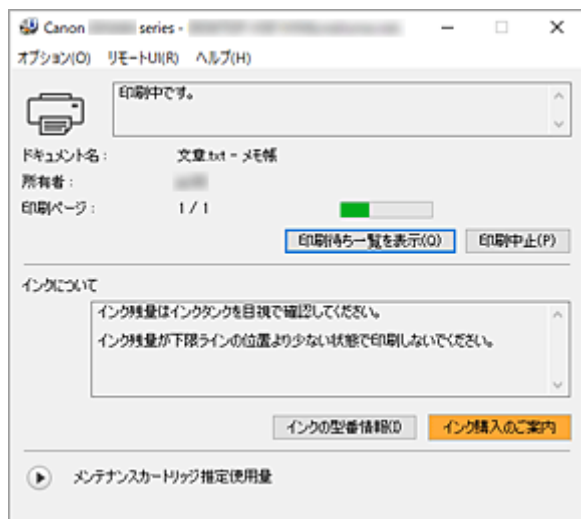 Canon series -
オプション(O) リモートUI(R) ヘルプ(H)
印刷中です。
ドキュメント名 : 文章.txt - メモ帳
所有者 :
印刷ページ : 1 / 1
印刷待ち一覧を表示(Q) 印刷中止(P)
インクについて
インク残量はインクタンクを目視で確認してください。
インク残量が下限ラインの位置より少ない状態で印刷しないでください。
インクの型番情報(I) インク購入のご案内
メンテナンスカートリッジ指定使用量